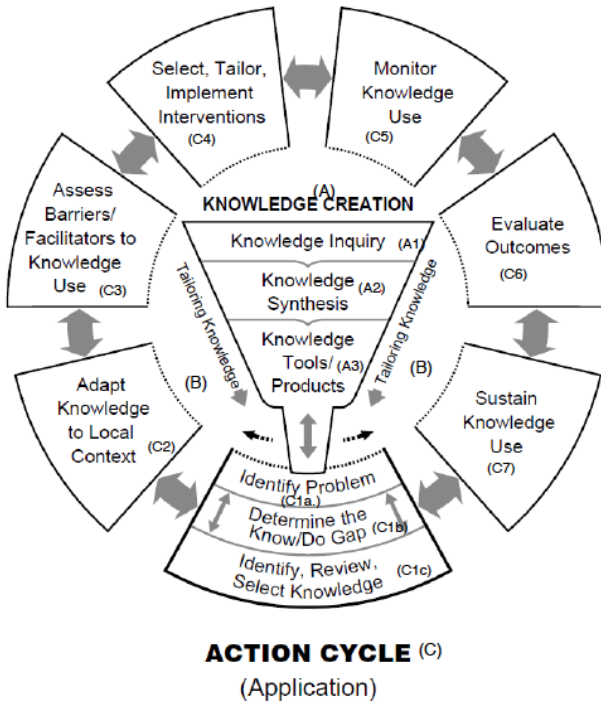 Select, Tailor,
Implement
Interventions
(C4)
Monitor
Knowledge
Use
(C5)
Assess
Barriers/
Facilitators to
Knowledge
Use (C3)
(A)
KNOWLEDGE CREATION
Evaluate
Outcomes
(C6)
Knowledge Inquiry (A1)
Knowledge
Synthesis (A2)
Knowledge
Tools/
Products (A3)
Tailoring Knowledge
Tailoring Knowledge
(B)
(B)
Adapt
Knowledge
to Local
Context (C2)
Sustain
Knowledge
Use
(C7)
Identify Problem
(C1a.)
Determine the
Know/Do Gap (C1b)
Identify, Review,
Select Knowledge (C1c)
ACTION CYCLE (C)
(Application)